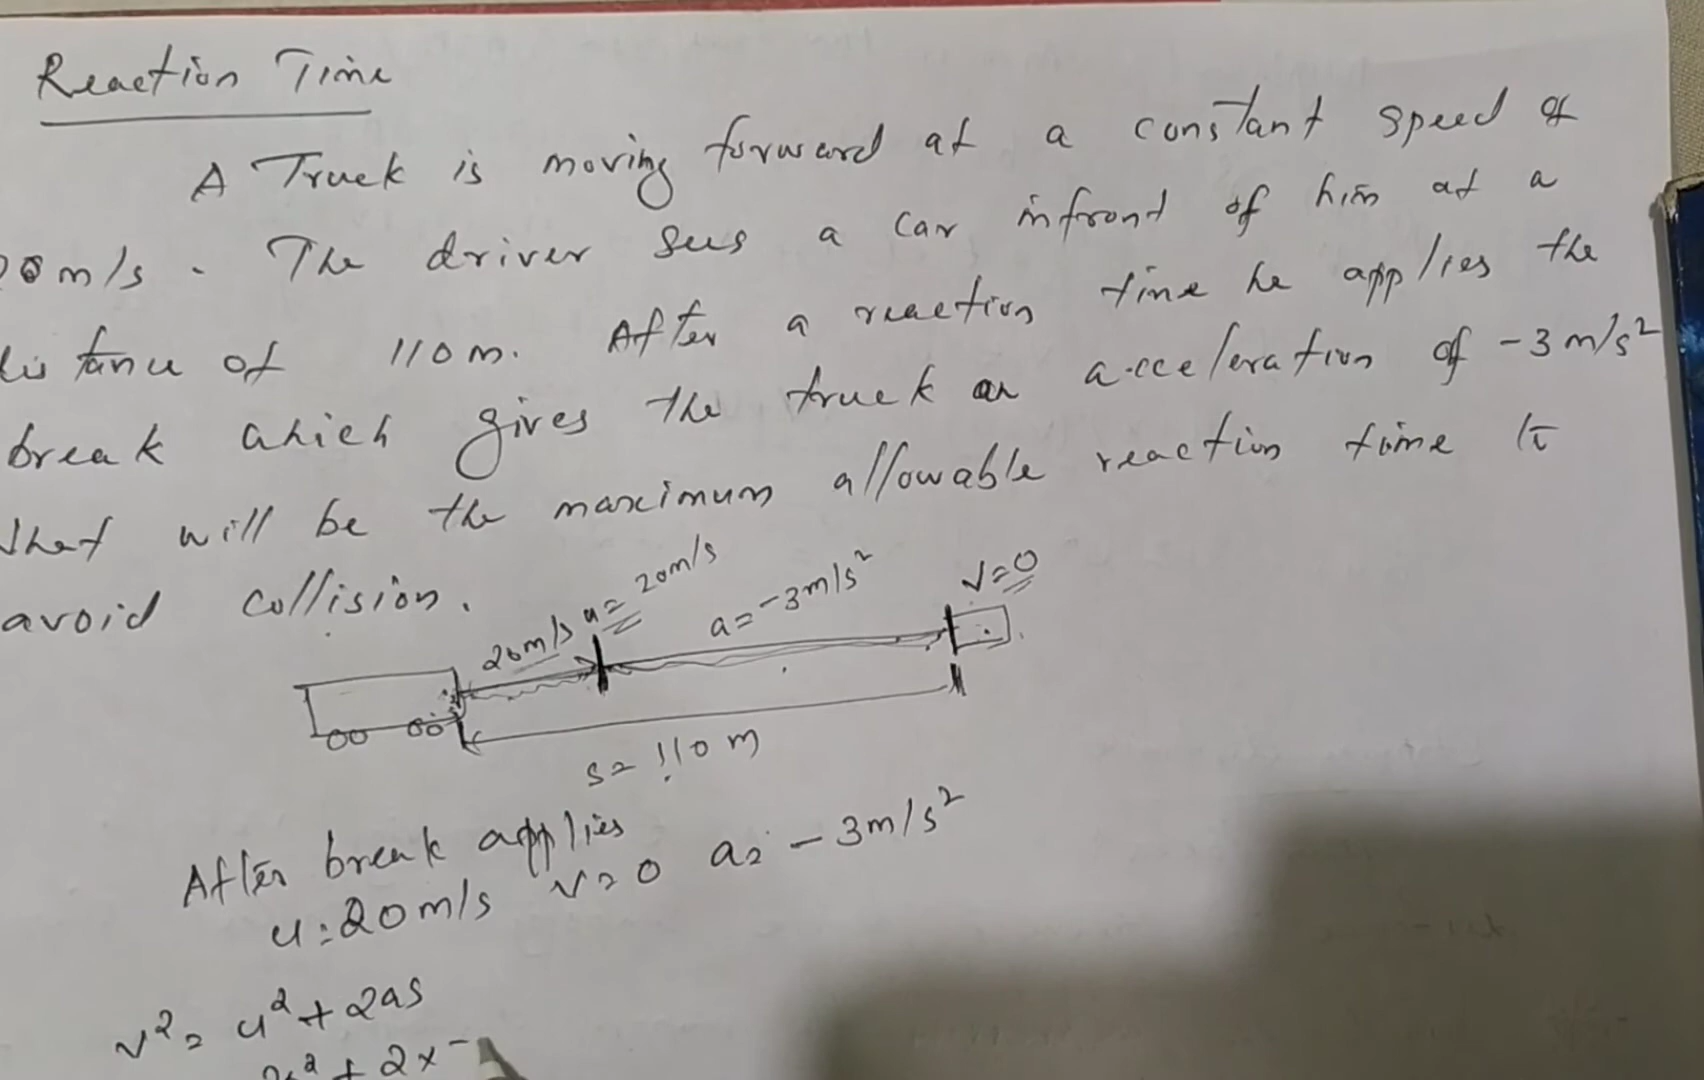 Reaction Time
A Truck is moving forward at a constant speed of
20m/s. The driver sees a car infront of him at a
distance of 110m. After a reaction time he applies the
break which gives the truck an acceleration of -3m/s²
What will be the maximum allowable reaction time to
avoid collision.
20m/s u=20m/s a=-3m/s² v=0
s=110m
After break applies
u=20m/s v=0 a=-3m/s²
v²=u²+2as
+2x-